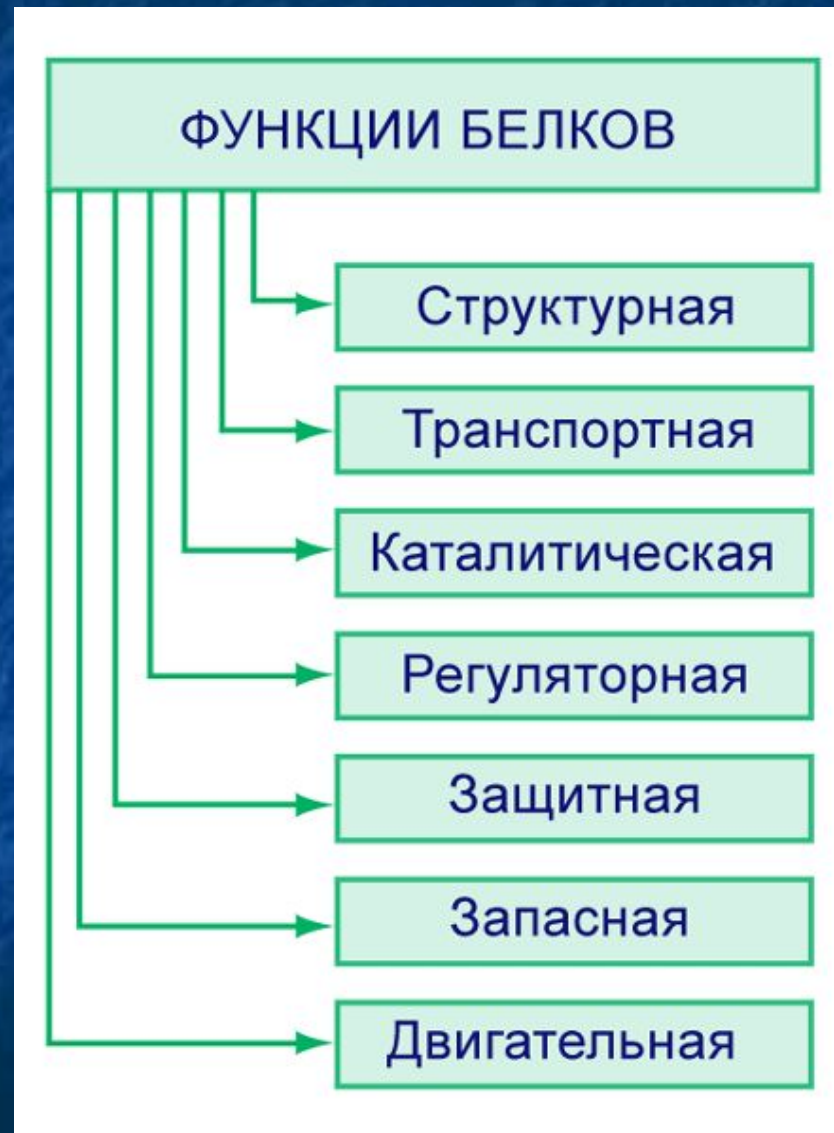 ФУНКЦИИ БЕЛКОВ
Структурная
Транспортная
Каталитическая
Регуляторная
Защитная
Запасная
Двигательная